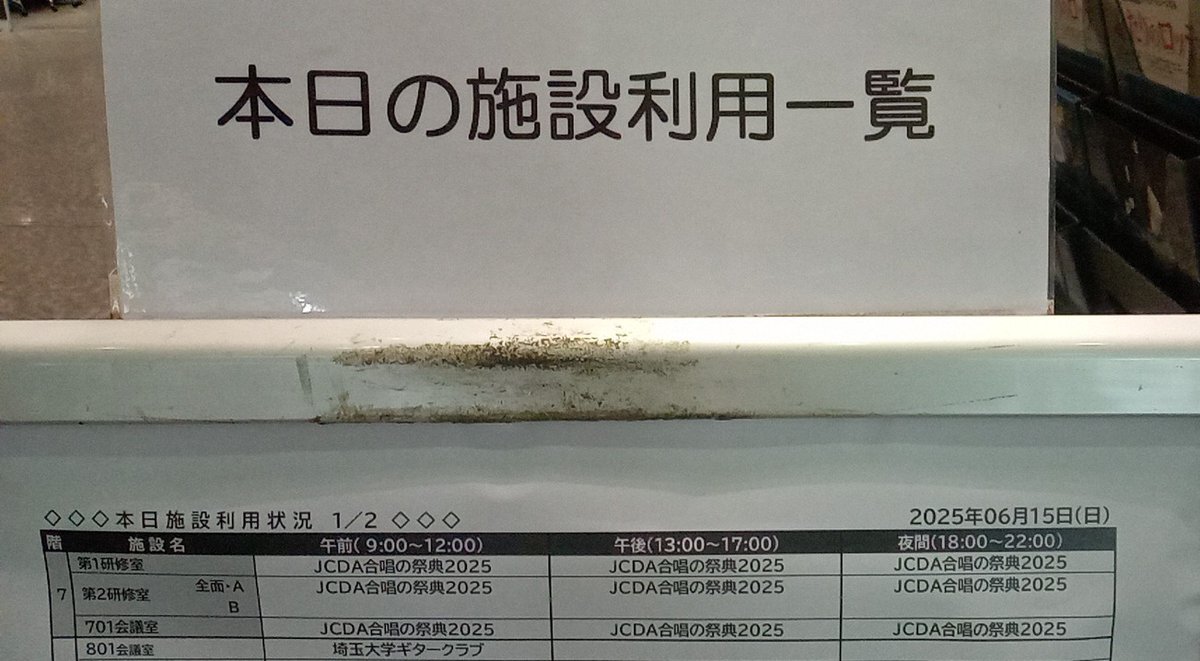 本日の施設利用一覧
◇◇◇本日施設利用状況 1/2 ◇◇◇ 2025年06月15日(日)
階 施設名 午前( 9:00～12:00) 午後(13:00～17:00) 夜間(18:00～22:00)
第1研修室 JCDA合唱の祭典2025 JCDA合唱の祭典2025 JCDA合唱の祭典2025
7 第2研修室 全面・A JCDA合唱の祭典2025 JCDA合唱の祭典2025 JCDA合唱の祭典2025
B
701会議室 JCDA合唱の祭典2025 JCDA合唱の祭典2025 JCDA合唱の祭典2025
801会議室 埼玉大学ギタークラブ